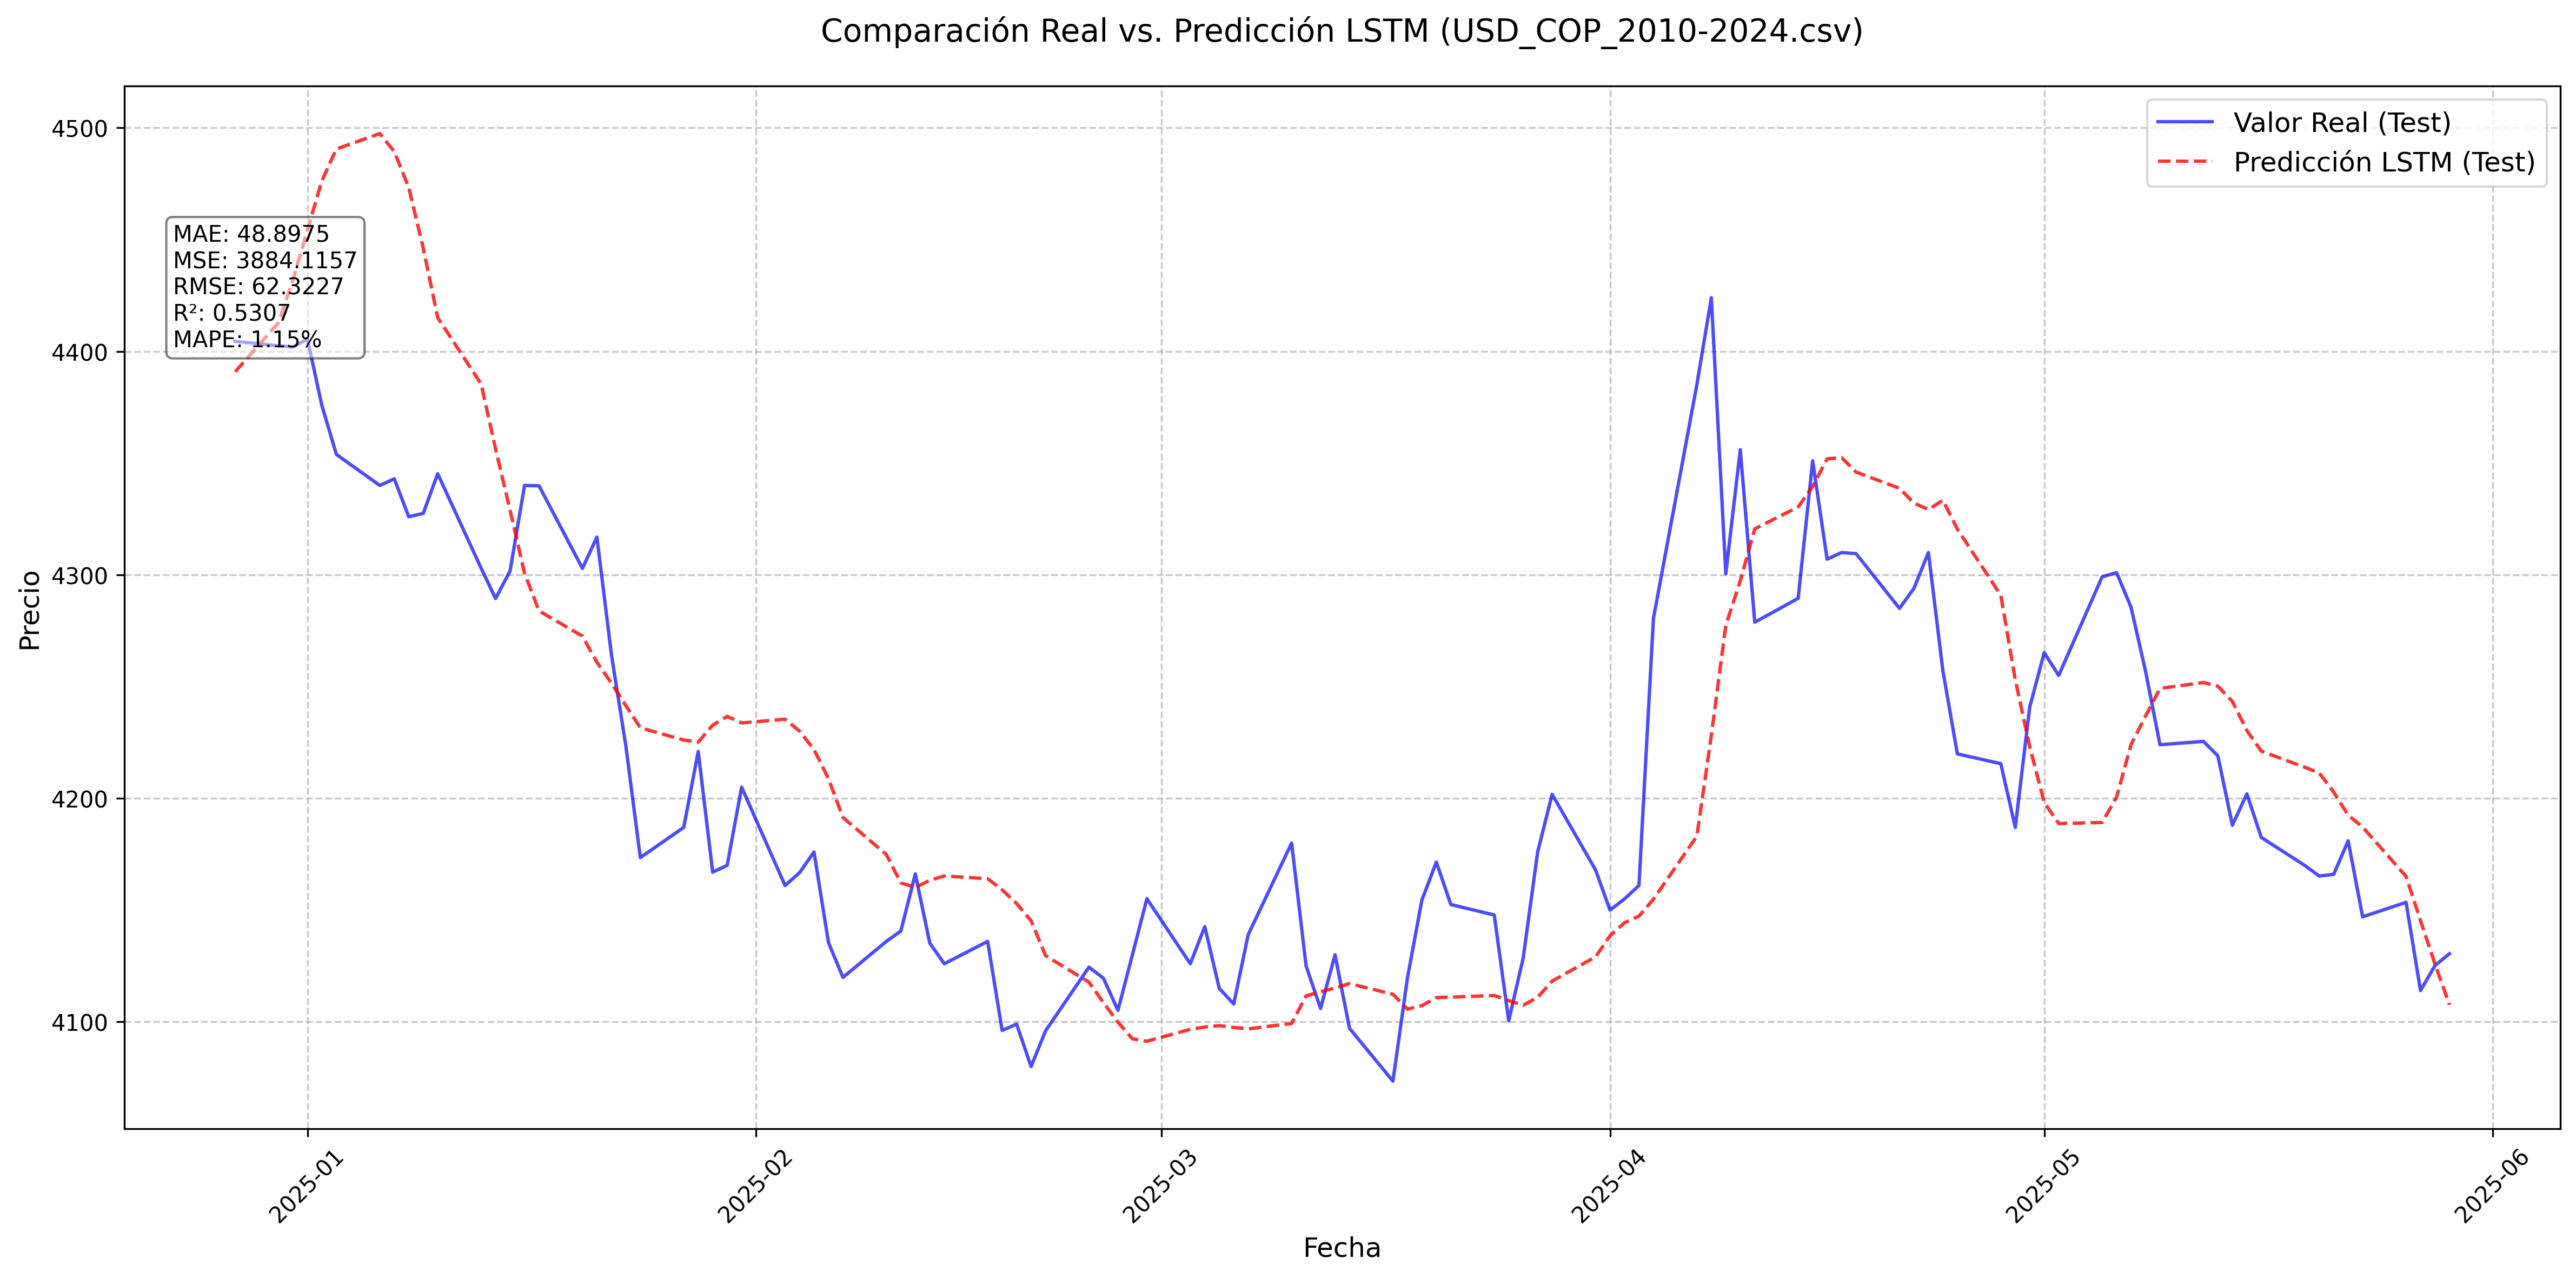 Comparación Real vs. Predicción LSTM (USD_COP_2010-2024.csv)
Valor Real (Test)
Predicción LSTM (Test)
MAE: 48.8975
MSE: 3884.1157
RMSE: 62.3227
R²: 0.5307
MAPE: 1.15%
Precio
4500
4400
4300
4200
4100
2025-01
2025-02
2025-03
2025-04
2025-05
2025-06
Fecha